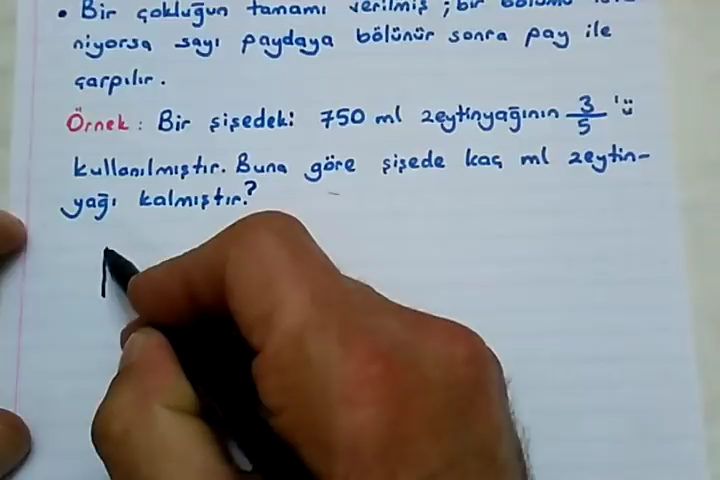 • Bir çokluğun tamamı verilmiş ; bir bölümü
niyorsa sayı paydaya bölünür sonra pay ile
çarpılır.
Örnek : Bir şişedeki 750 ml zeytinyağının 3/5 'ü
kullanılmıştır. Buna göre şişede kaç ml zeytin-
yağı kalmıştır?